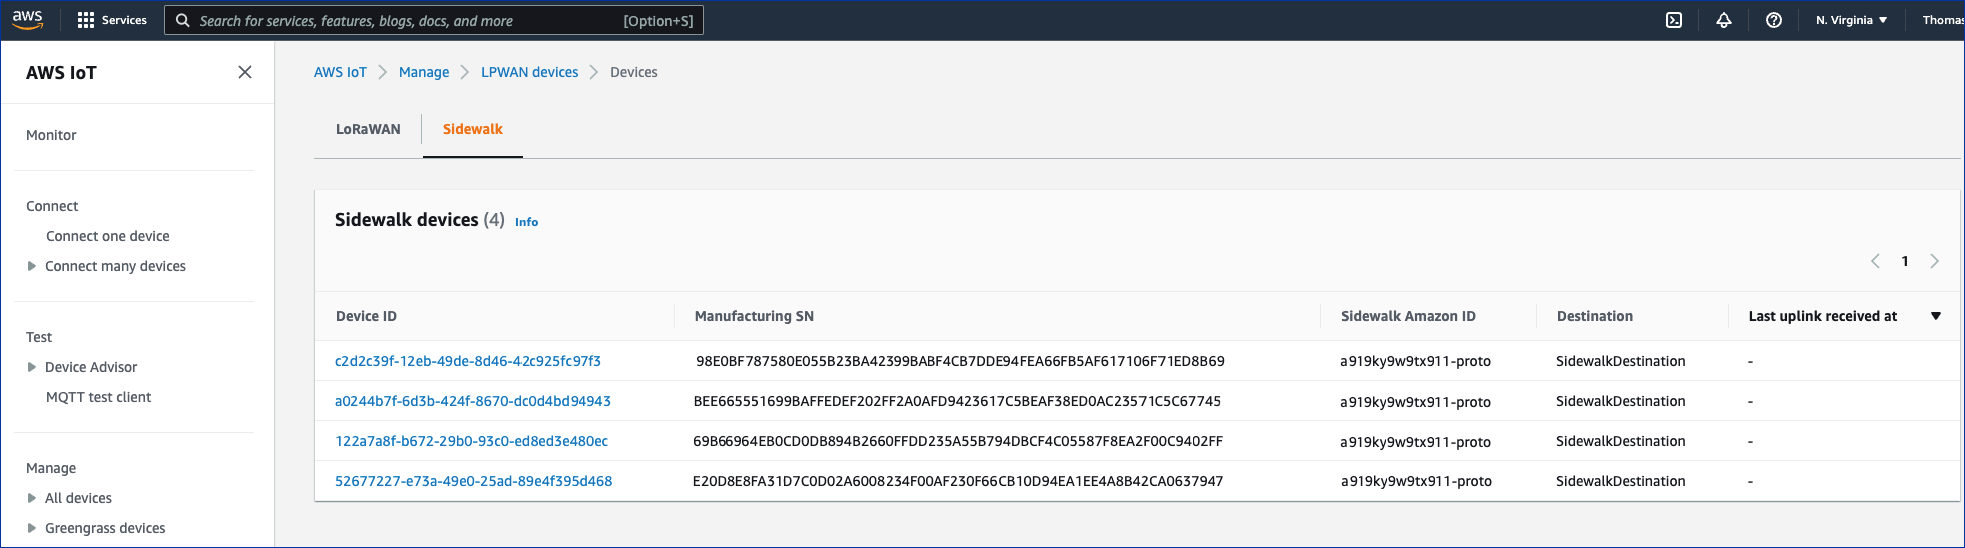 aws Services Search for services, features, blogs, docs, and more [Option+S] N. Virginia Thomas
AWS IoT
Monitor
Connect
Connect one device
Connect many devices
Test
Device Advisor
MQTT test client
Manage
All devices
Greengrass devices
AWS IoT Manage LPWAN devices Devices
LoRaWAN Sidewalk
Sidewalk devices (4) Info
1
Device ID Manufacturing SN Sidewalk Amazon ID Destination Last uplink received at
c2d2c39f-12eb-49de-8d46-42c925fc97f3 98E0BF787580E055B23BA42399BABF4CB7DDE94FEA66FB5AF617106F71ED8B69 a919ky9w9tx911-proto SidewalkDestination -
a0244b7f-6d3b-424f-8670-dc0d4bd94943 BEE665551699BAFFEDEF202FF2A0AFD9423617C5BEAF38ED0AC23571C5C67745 a919ky9w9tx911-proto SidewalkDestination -
122a7a8f-b672-29b0-93c0-ed8ed3e480ec 69B66964EB0CD0DB894B2660FFDD235A55B794DBCF4C05587F8EA2F00C9402FF a919ky9w9tx911-proto SidewalkDestination -
52677227-e73a-49e0-25ad-89e4f395d468 E20D8E8FA31D7C0D02A6008234F00AF230F66CB10D94EA1EE4A8B42CA0637947 a919ky9w9tx911-proto SidewalkDestination -